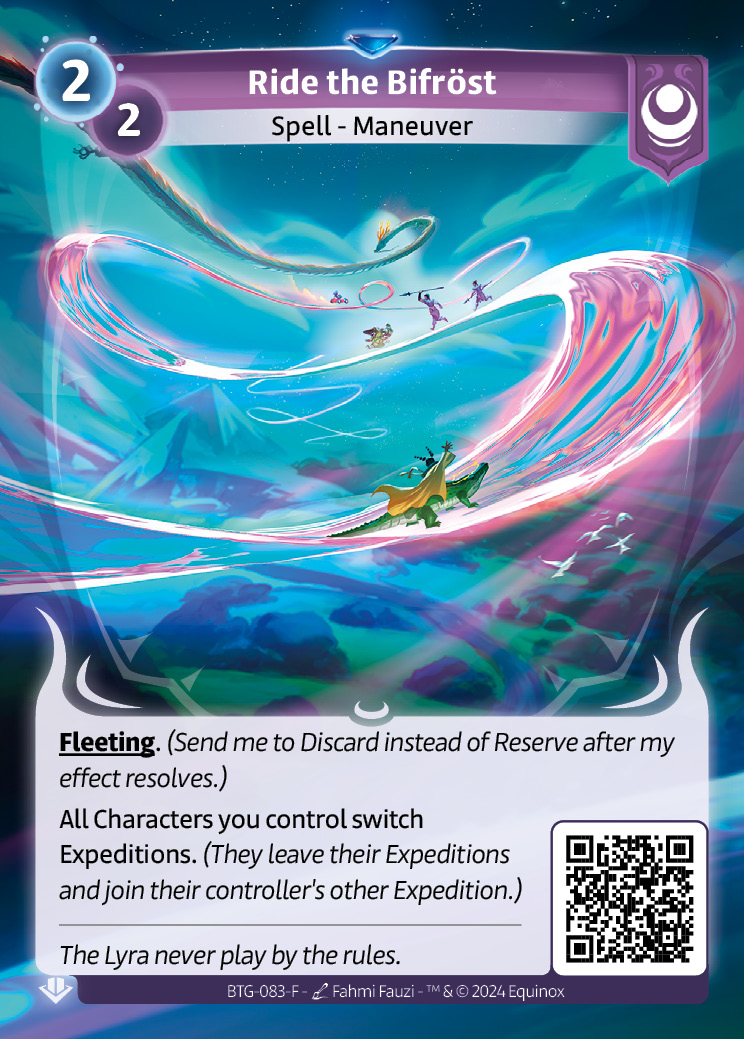 2
Ride the Bifröst
2
Spell - Maneuver
Fleeting. (Send me to Discard instead of Reserve after my
effect resolves.)
All Characters you control switch
Expeditions. (They leave their Expeditions
and join their controller's other Expedition.)
The Lyra never play by the rules.
BTG-083-F - Fahmi Fauzi - ™ & © 2024 Equinox